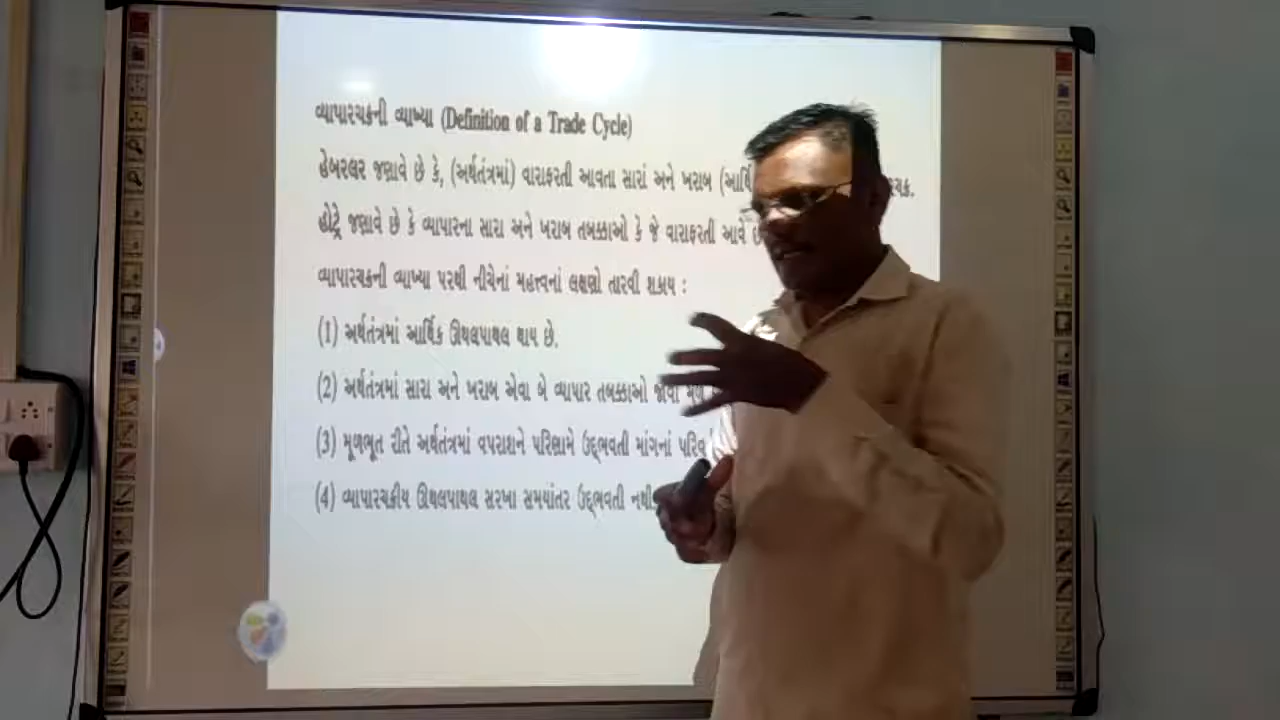 વ્યાપારચક્રની વ્યાખ્યા (Definition of a Trade Cycle)
હેબરલર જણાવે છે કે, (અર્થતંત્રમાં) વારાફરતી આવતા સારાં અને ખરાબ
હોટ્રે જણાવે છે કે વ્યાપારના સારા અને ખરાબ તબક્કાઓ કે જે વારાફરતી આવે
વ્યાપારચક્રની વ્યાખ્યા પરથી નીચેનાં મહત્ત્વનાં લક્ષણો તારવી શકાય :
(1) અર્થતંત્રમાં આર્થિક ઊથલપાથલ થાય છે.
(2) અર્થતંત્રમાં સારા અને ખરાબ એવા બે વ્યાપાર તબક્કાઓ જોવા
(3) મૂળભૂત રીતે અર્થતંત્રમાં વપરાશને પરિણામે ઉદ્ભવતી માંગનાં
(4) વ્યાપારચક્રીય ઊથલપાથલ સરખા સમયાંતર ઉદ્ભવતી નથી.